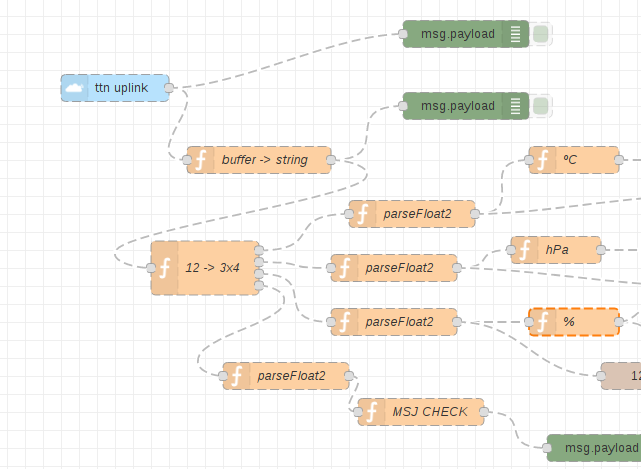 msg.payload
ttn uplink
msg.payload
buffer -> string
ºC
parseFloat2
hPa
12 -> 3x4
parseFloat2
parseFloat2
%
parseFloat2
12
MSJ CHECK
msg.payload